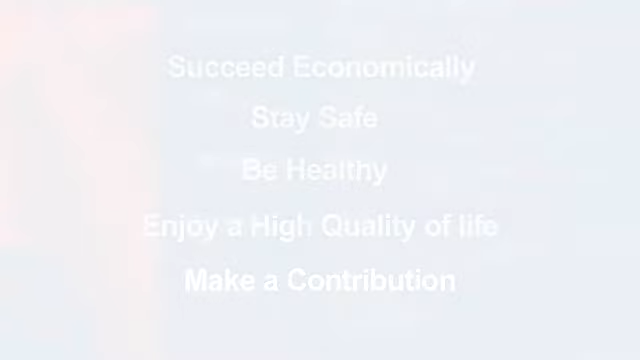 Succeed Economically
Stay Safe
Be Healthy
Enjoy a High Quality of life
Make a Contribution